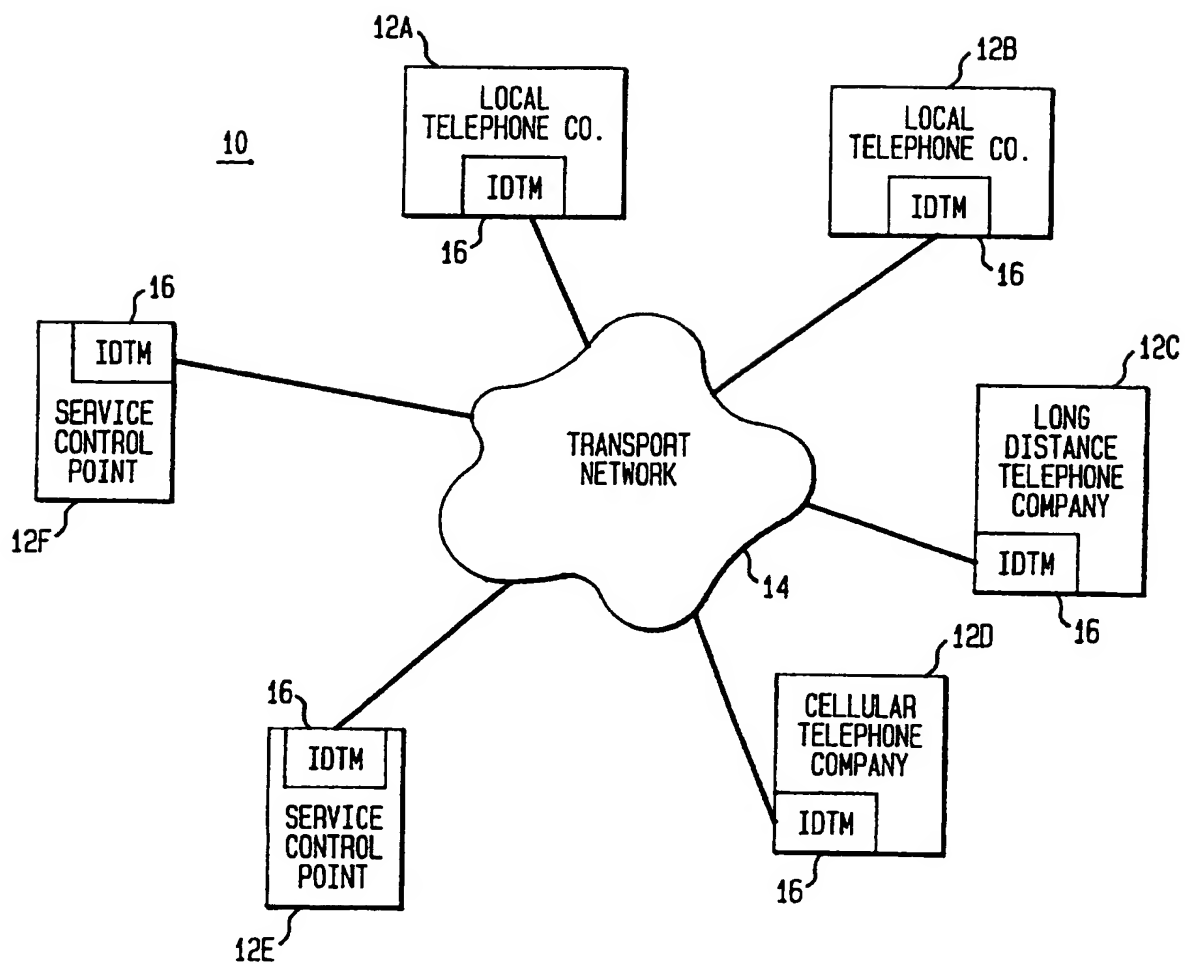 12A
LOCAL
TELEPHONE CO.
IDTM
16
12B
LOCAL
TELEPHONE CO.
IDTM
16
10
16
IDTM
SERVICE
CONTROL
POINT
12F
TRANSPORT
NETWORK
14
12C
LONG
DISTANCE
TELEPHONE
COMPANY
IDTM
16
12D
CELLULAR
TELEPHONE
COMPANY
IDTM
16
16
IDTM
SERVICE
CONTROL
POINT
12E